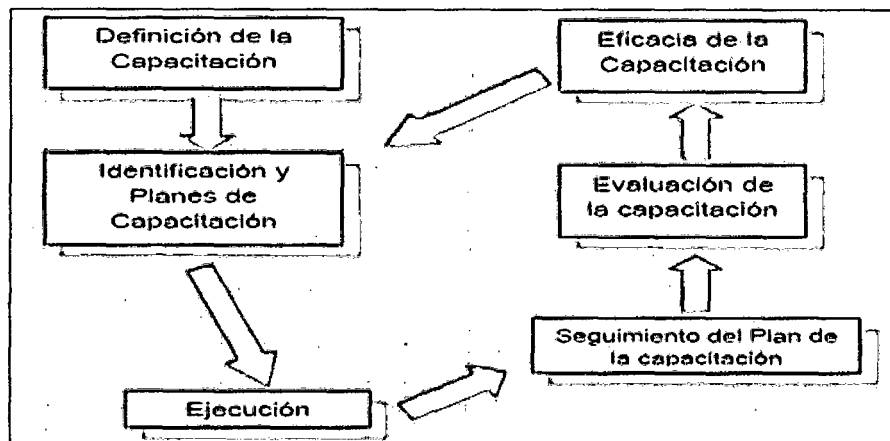 Definición de la
Capacitación
Identificación y
Planes de
Capacitación
Ejecución
Seguimiento del Plan de
la capacitación
Evaluación de
la capacitación
Eficacia de la
Capacitación